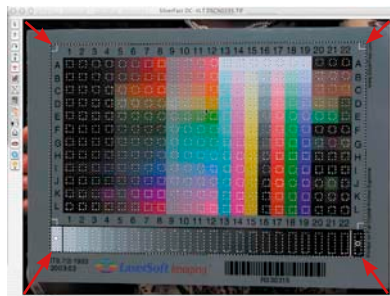 SilverFast DC
1 2 3 4 5 6 7 8 9 10 11 12 13 14 15 16 17 18 19 20 21 22
A A
B B
C C
D D
E E
F F
G G
H H
I I
J J
K K
L L
1 2 3 4 5 6 7 8 9 10 11 12 13 14 15 16 17 18 19 20 21 22
LaserSoft Imaging